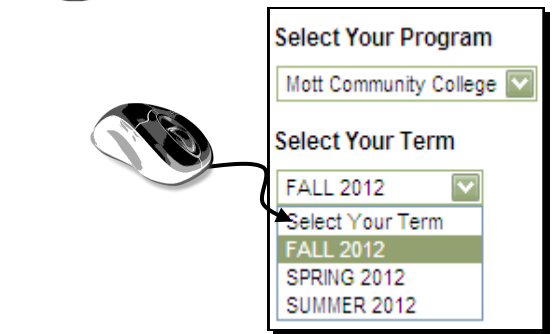 Select Your Program
Mott Community College
Select Your Term
FALL 2012
Select Your Term
FALL 2012
SPRING 2012
SUMMER 2012